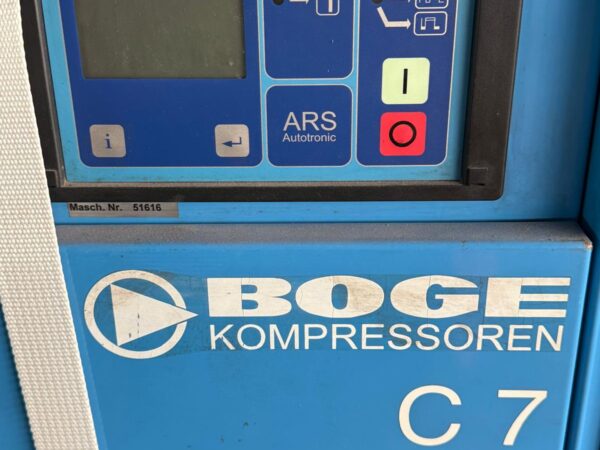 i
ARS
Autotronic
I
O
Masch. Nr. 51616
BOGE
KOMPRESSOREN
C 7